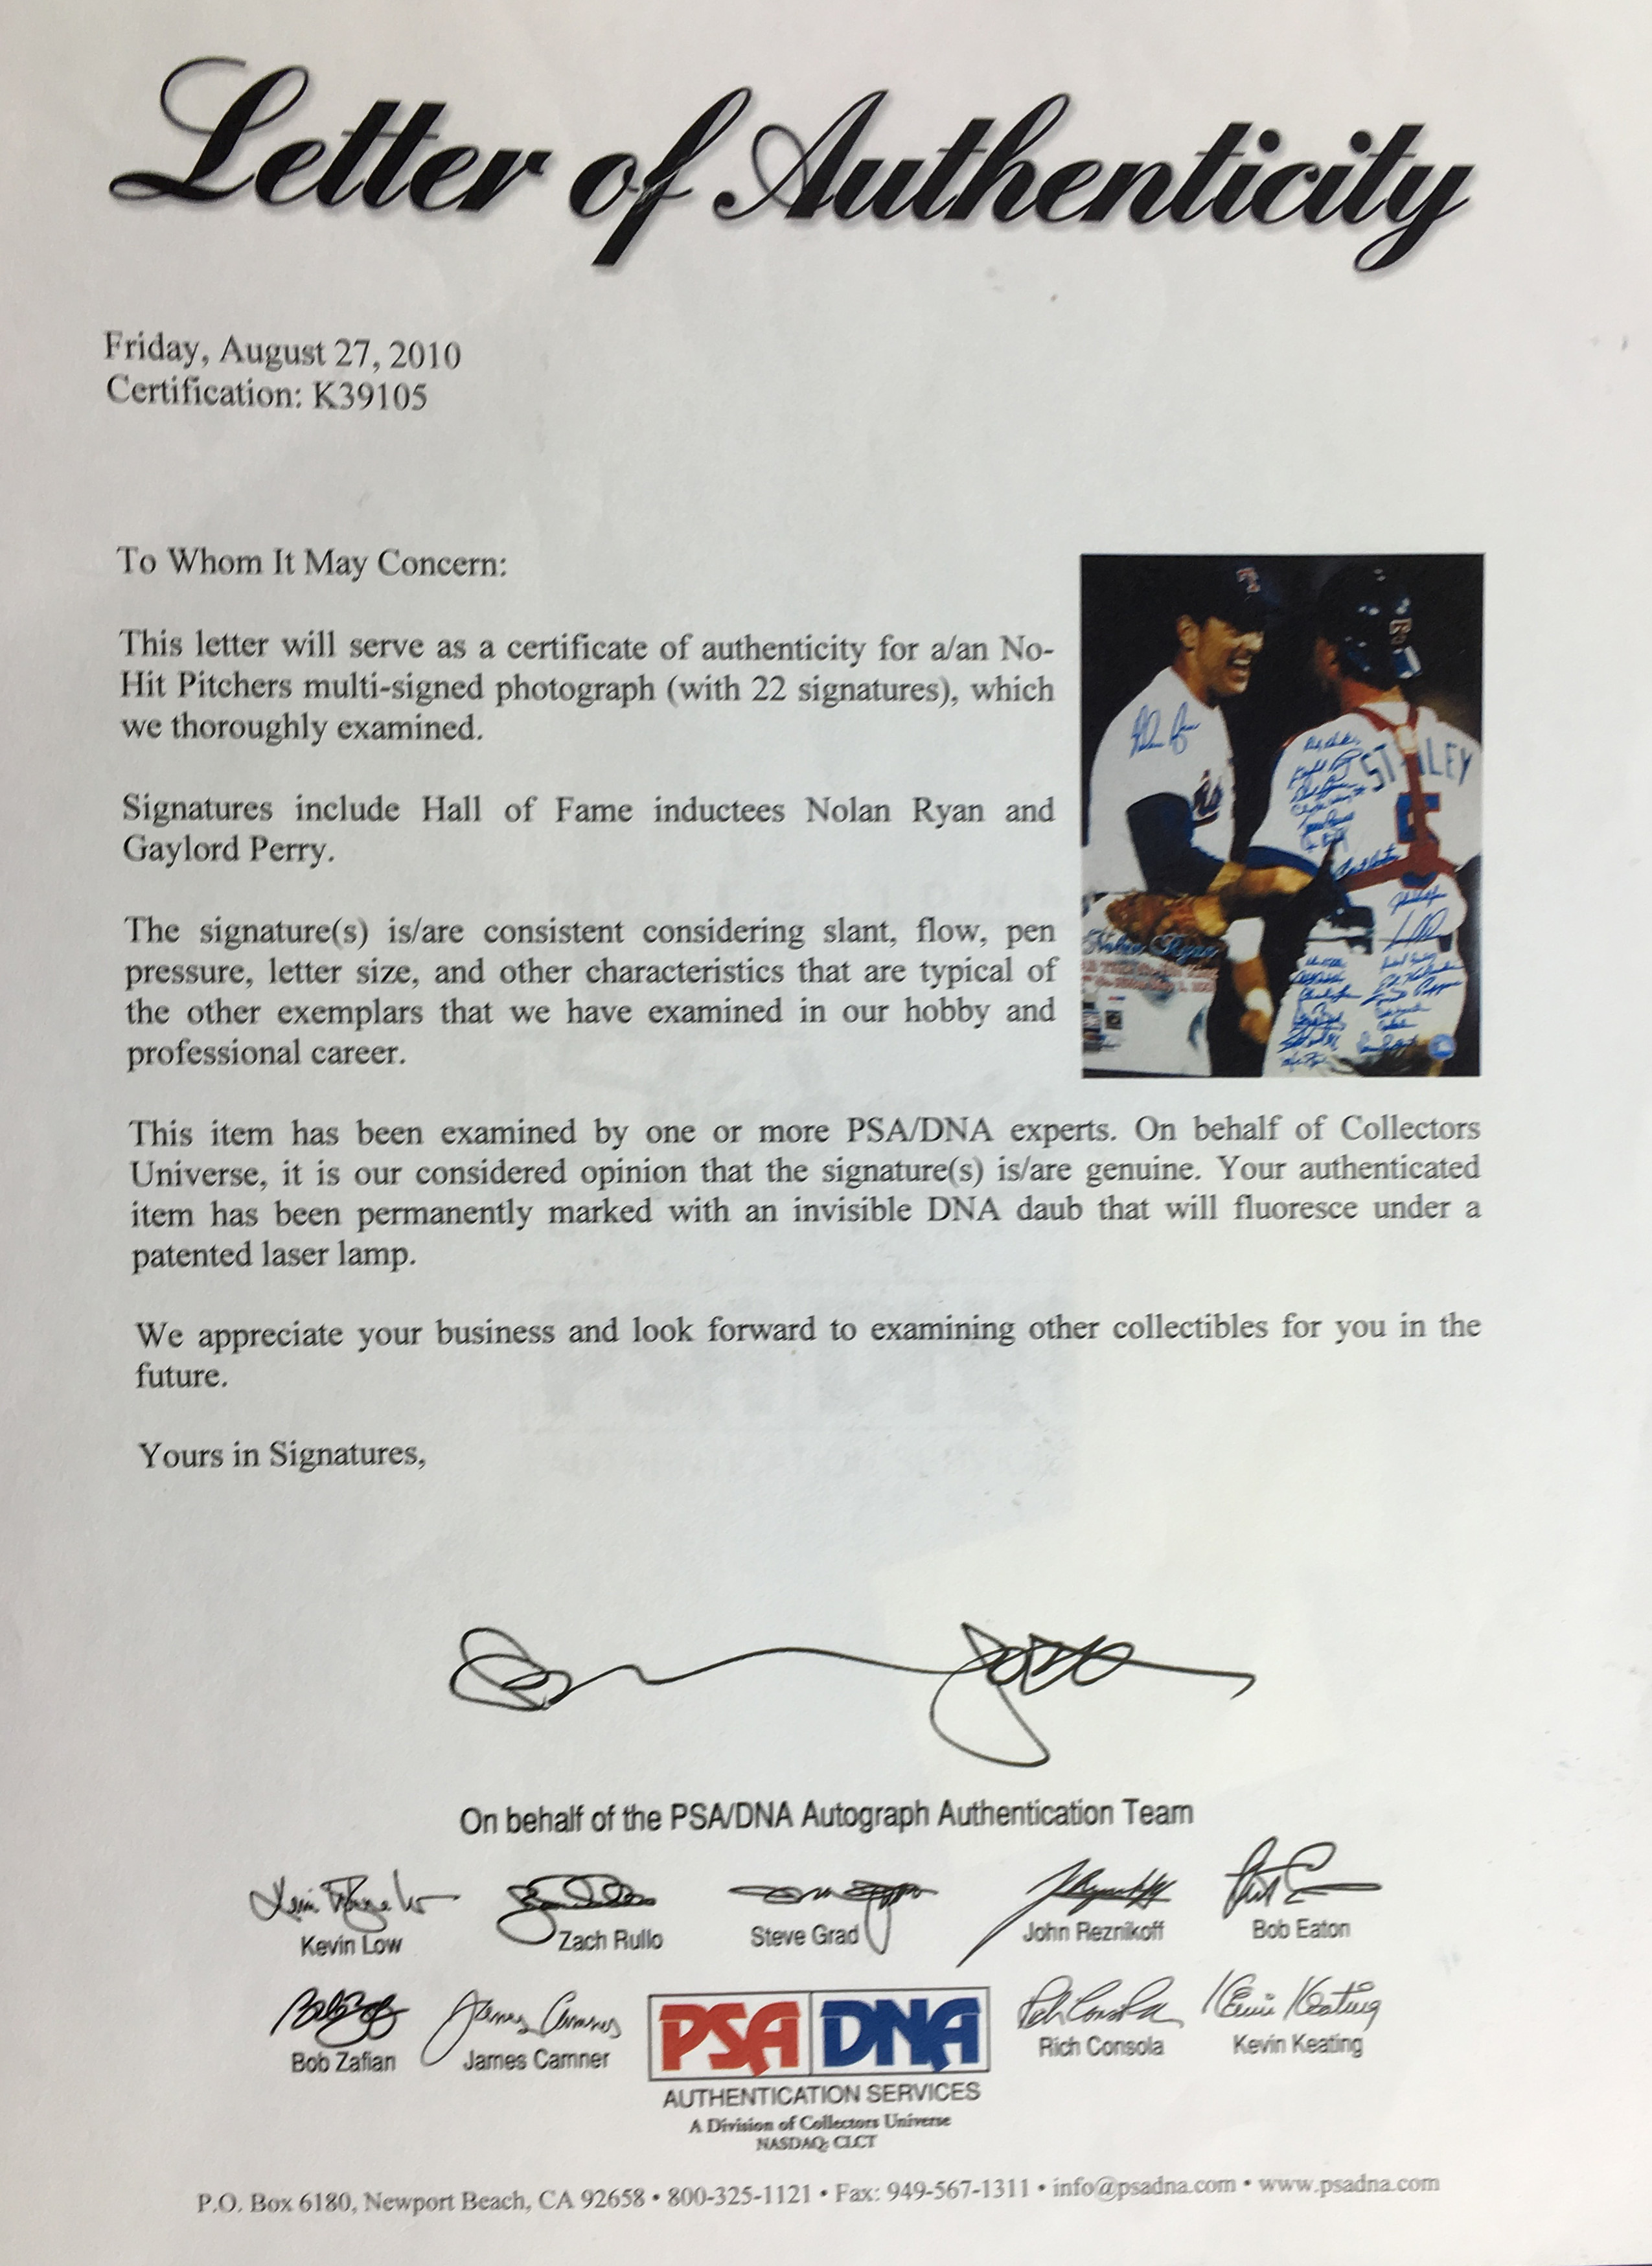 Letter of Authenticity
Friday, August 27, 2010
Certification: K39105
To Whom It May Concern:
This letter will serve as a certificate of authenticity for a/an No-
Hit Pitchers multi-signed photograph (with 22 signatures), which
we thoroughly examined.
Signatures include Hall of Fame inductees Nolan Ryan and
Gaylord Perry.
The signature(s) is/are consistent considering slant, flow, pen
pressure, letter size, and other characteristics that are typical of
the other exemplars that we have examined in our hobby and
professional career.
This item has been examined by one or more PSA/DNA experts. On behalf of Collectors
Universe, it is our considered opinion that the signature(s) is/are genuine. Your authenticated
item has been permanently marked with an invisible DNA daub that will fluoresce under a
patented laser lamp.
We appreciate your business and look forward to examining other collectibles for you in the
future.
Yours in Signatures,
On behalf of the PSA/DNA Autograph Authentication Team
Kevin Low
Zach Rullo
Steve Grad
John Reznikoff
Bob Eaton
James Camner
Kevin Keating
Bob Zafian
James Camner
Rich Consola
Kevin Keating
PSA DNA
AUTHENTICATION SERVICES
A Division of Collectors Universe
NASDAQ: CLCT
P.O. Box 6180, Newport Beach, CA 92658 • 800-325-1121 • Fax: 949-567-1311 • info@psadna.com • www.psadna.com